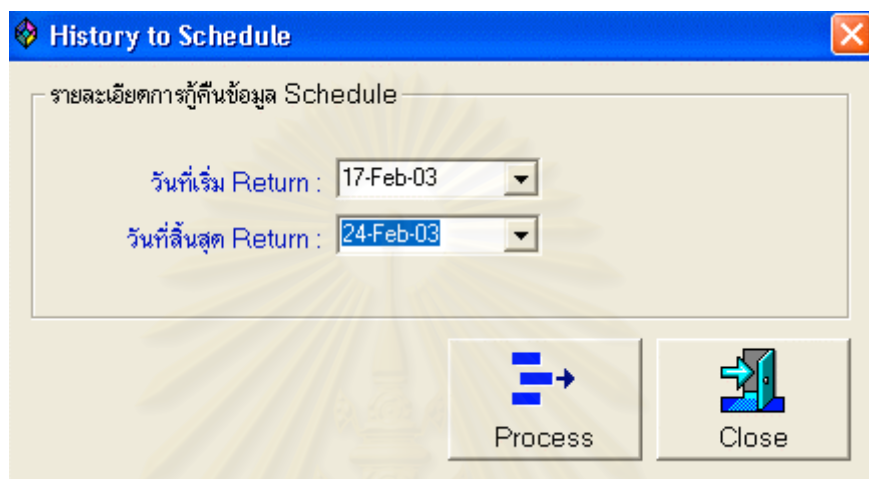 History to Schedule
รายละเอียดการกู้คืนข้อมูล Schedule
วันที่เริ่ม Return : 17-Feb-03
วันที่สิ้นสุด Return : 24-Feb-03
Process Close